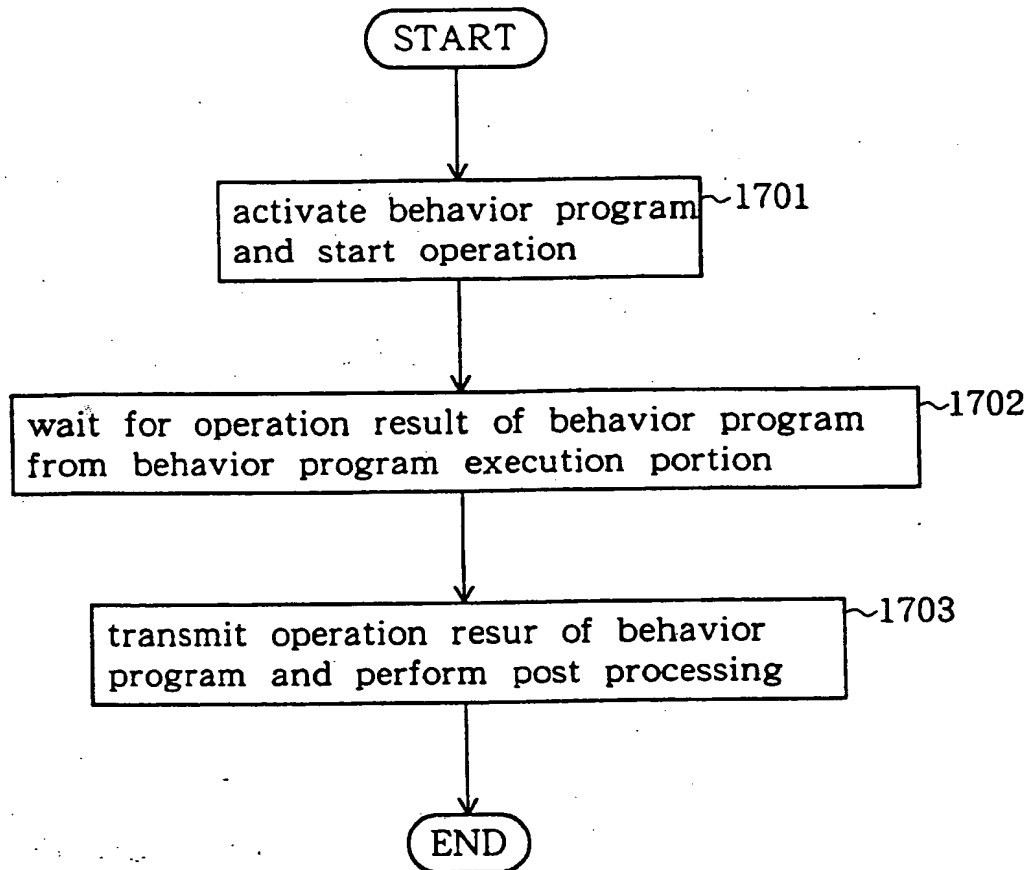 START
activate behavior program
and start operation
1701
wait for operation result of behavior program
from behavior program execution portion
1702
transmit operation resur of behavior
program and perform post processing
1703
END